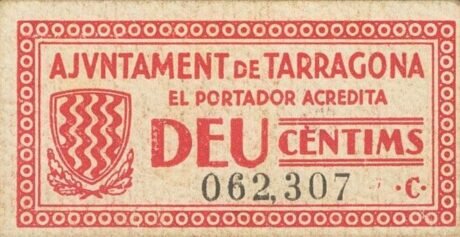 AJVNTAMENT DE TARRAGONA
EL PORTADOR ACREDITA
DEU CÈNTIMS
062,307 ·C·